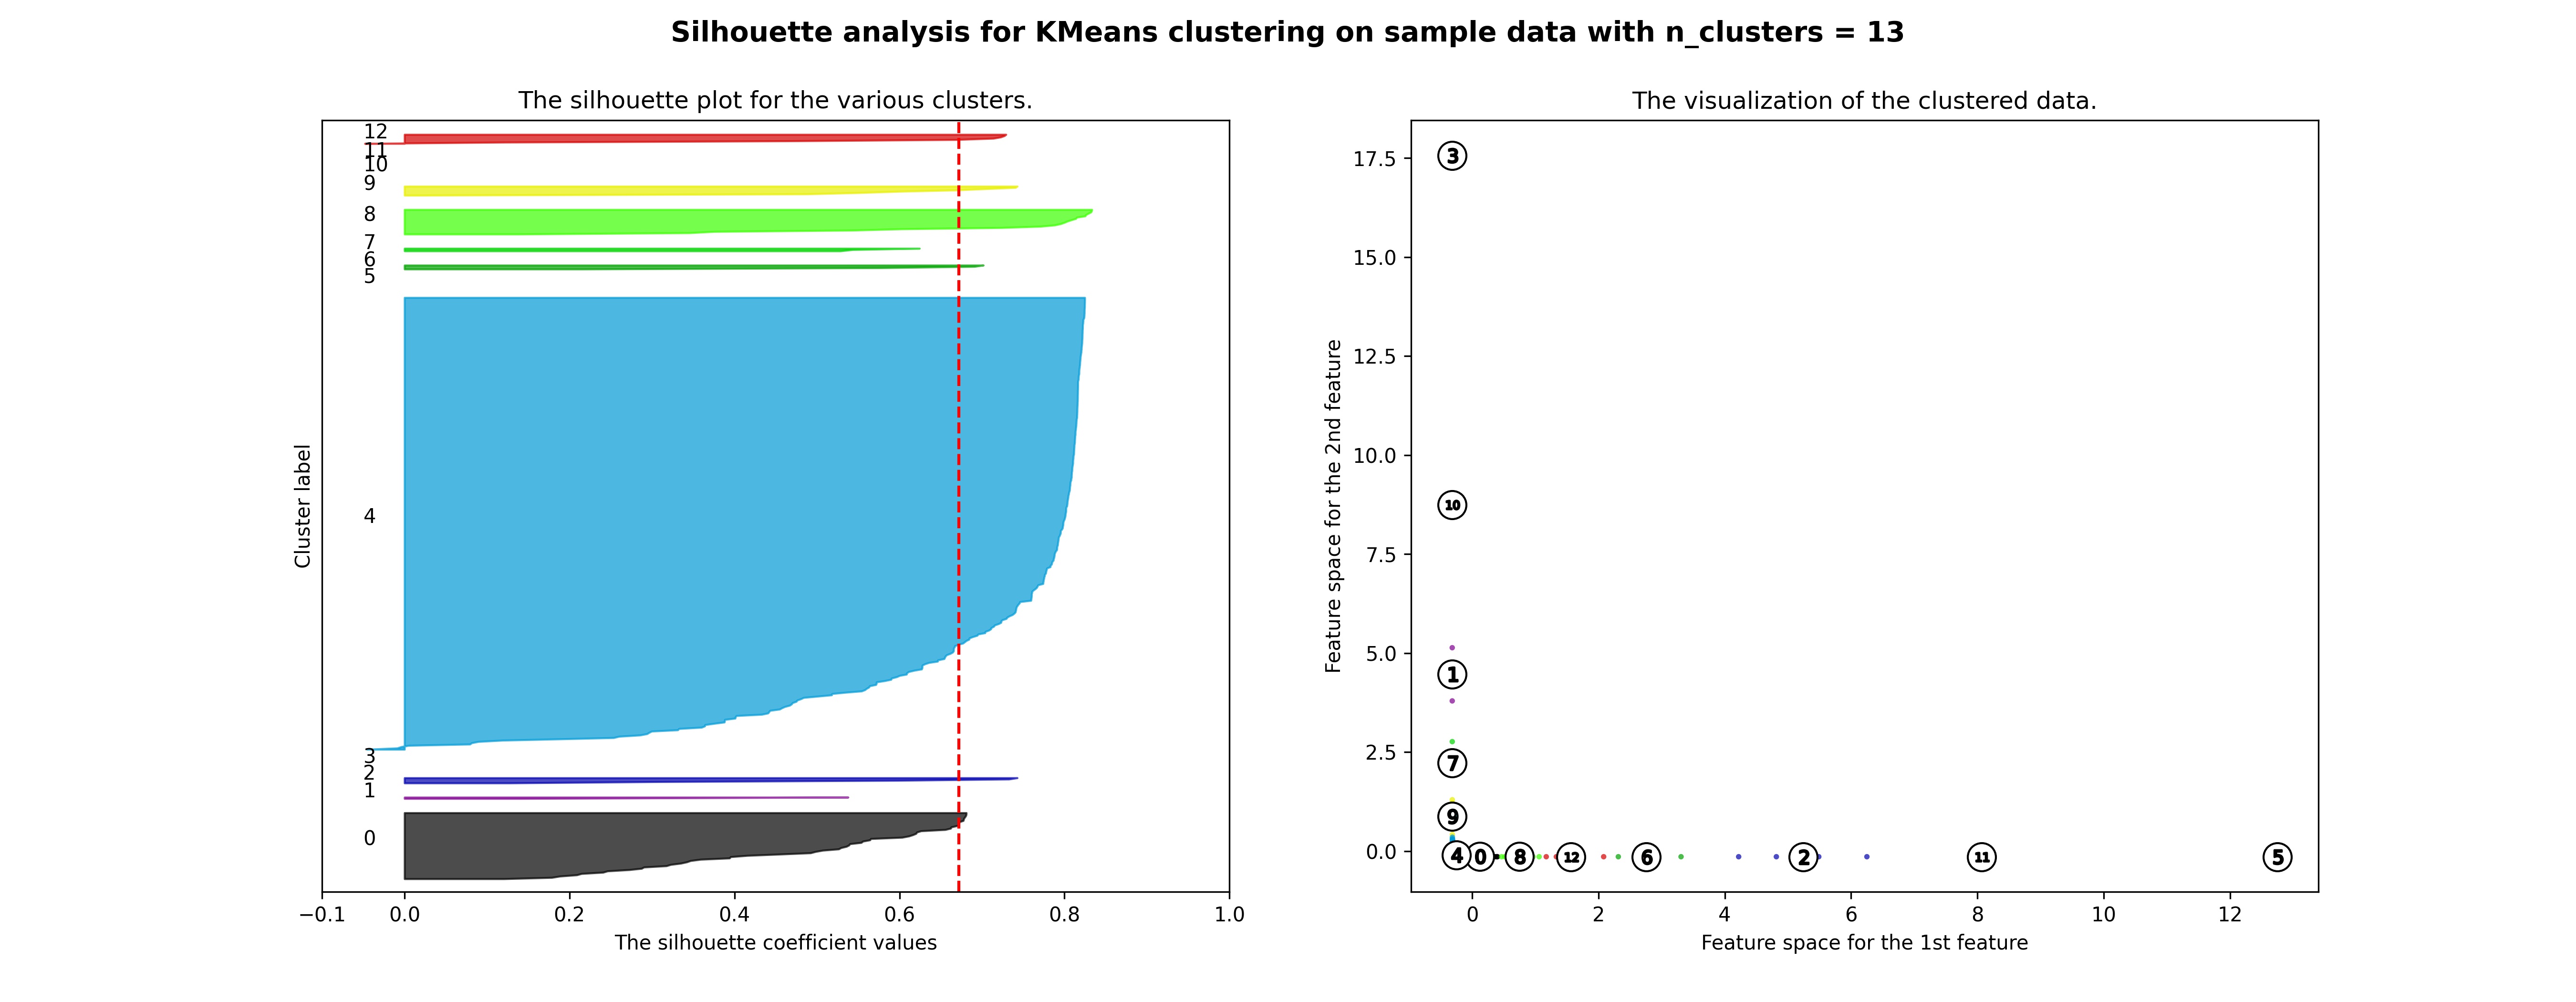 Silhouette analysis for KMeans clustering on sample data with n_clusters = 13
The silhouette plot for the various clusters.
12
11
10
9
8
7
6
5
4
3
2
1
0
Cluster label
−0.1 0.0 0.2 0.4 0.6 0.8 1.0
The silhouette coefficient values
The visualization of the clustered data.
17.5
15.0
12.5
10.0
7.5
5.0
2.5
0.0
Feature space for the 2nd feature
3
10
1
7
9
4 0 8 12 6 2 11 5
0 2 4 6 8 10 12
Feature space for the 1st feature